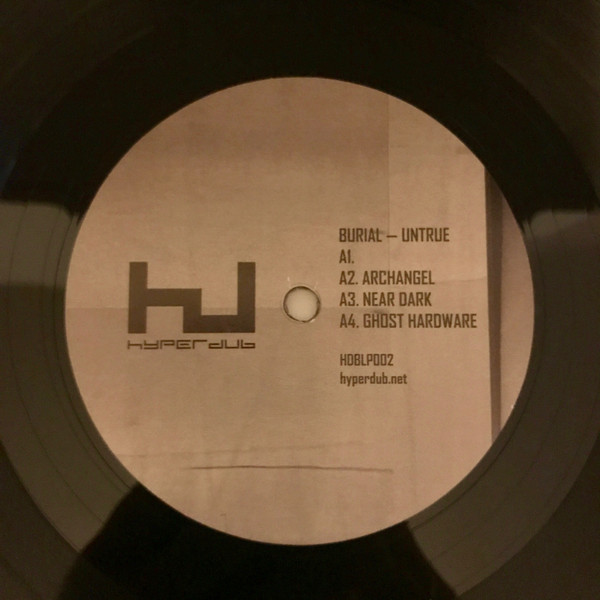 hyperdub
BURIAL – UNTRUE
A1.
A2. ARCHANGEL
A3. NEAR DARK
A4. GHOST HARDWARE
HDBLP002
hyperdub.net